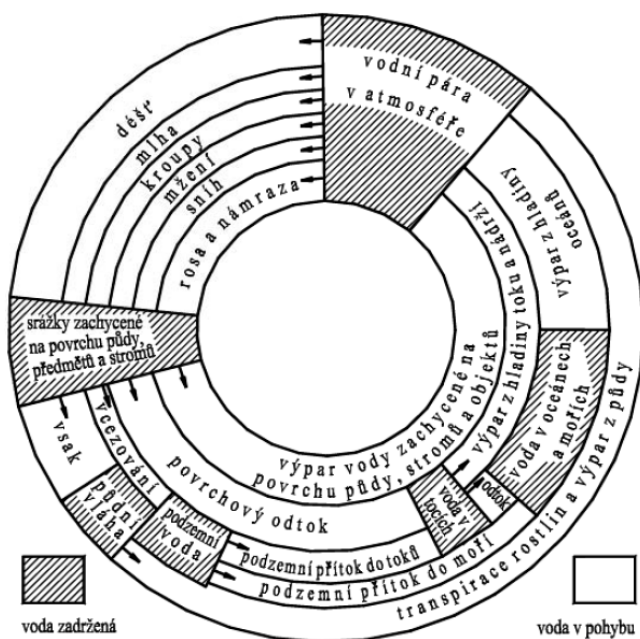 vodní pára
v atmosféře
déšť
mlha
kroupy
mžení
sníh
rosa a námraza
výpar z hladiny
oceánů
výpar z hladiny toku a nádrží
srážky zachycené
na povrchu půdy,
předmětů a stromů
voda v oceánech
a mořích
výpar vody zachycené na
povrchu půdy, stromů a objektů
vsak
vcezování
povrchový odtok
voda v
tocích
odtok
půdní
vláha
podzemní
voda
podzemní přítok do toků
podzemní přítok do moří
transpirace rostlin a výpar z půdy
voda zadržená
voda v pohybu